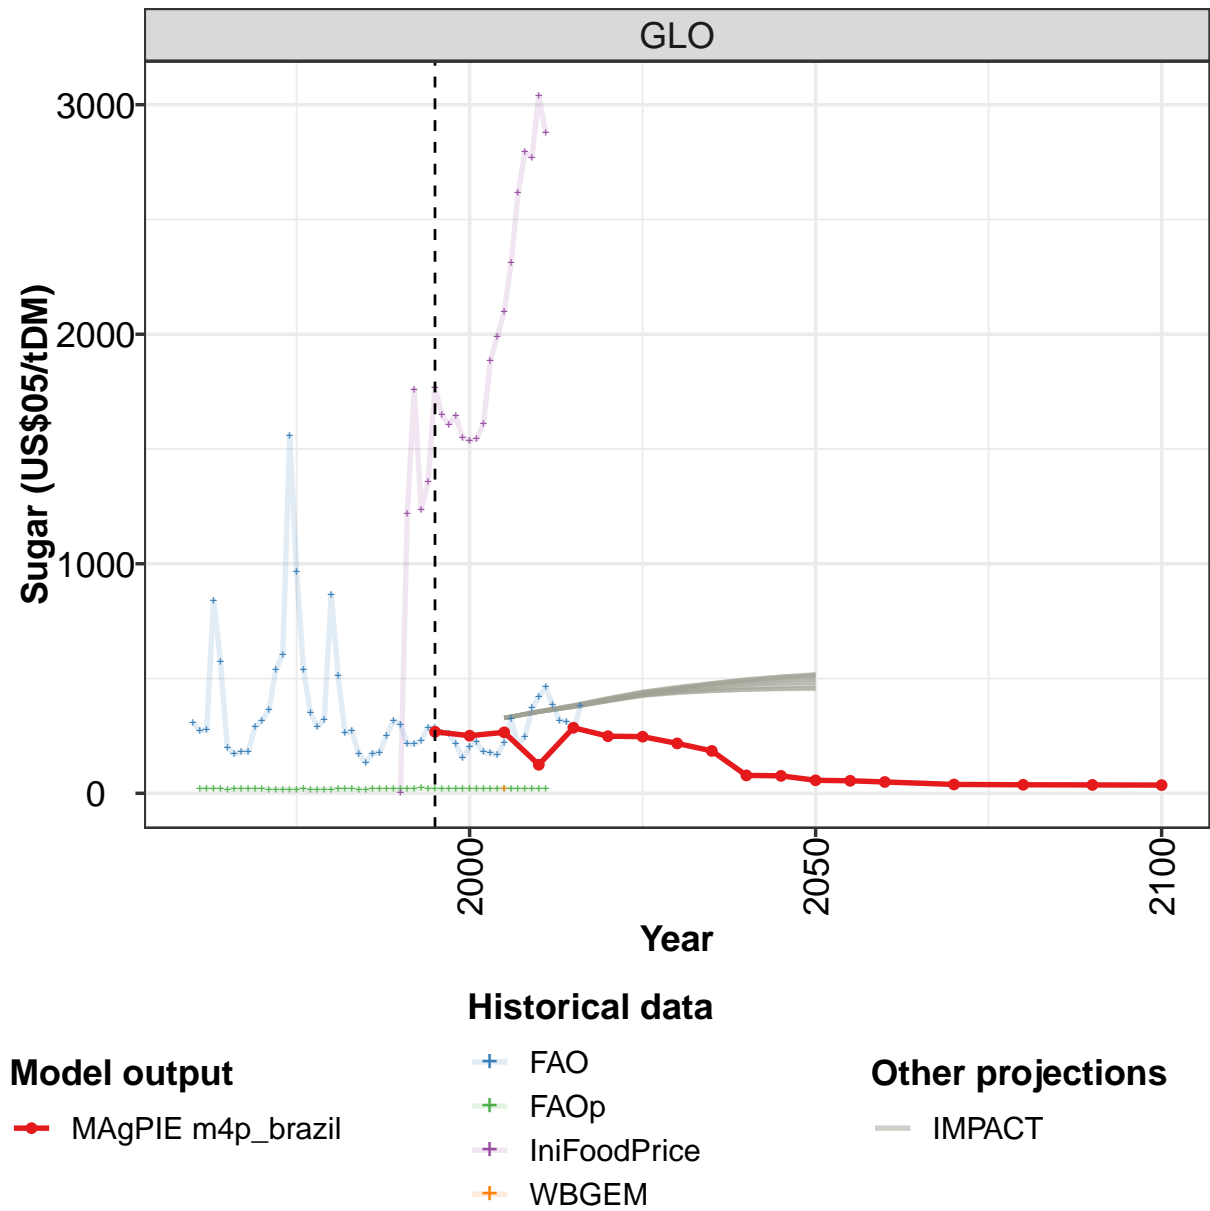 GLO
3000
2000
1000
0
Sugar (US$05/tDM)
2000
2050
2100
Year
Historical data
FAO
FAOp
IniFoodPrice
WBGEM
Model output
MAgPIE m4p_brazil
Other projections
IMPACT